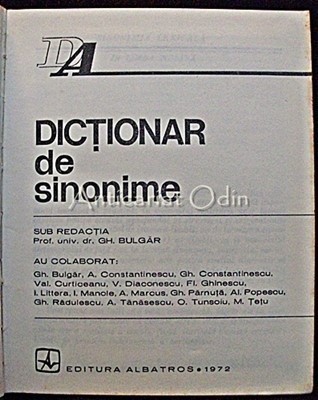 DA
DICȚIONAR
de
sinonime
Anticariat Odin
SUB REDACȚIA
Prof. univ. dr. GH. BULGĂR
AU COLABORAT:
Gh. Bulgăr, A. Constantinescu, Gh. Constantinescu,
Val. Curticeanu, V. Diaconescu, Fl. Ghinescu,
I. Littera, I. Manole, A. Marcus, Gh. Pârnuță, Al. Popescu,
Gh. Rădulescu, A. Tănăsescu, O. Tunsoiu, M. Țețu
EDITURA ALBATROS • 1972